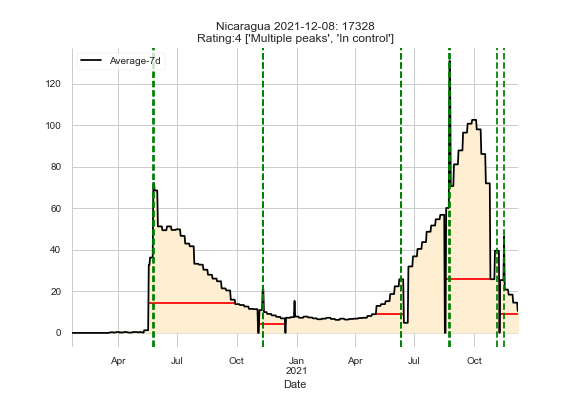 Nicaragua 2021-12-08: 17328
Rating:4 ['Multiple peaks', 'In control']
Average-7d
120
100
80
60
40
20
0
Apr Jul Oct Jan Apr Jul Oct
2021
Date